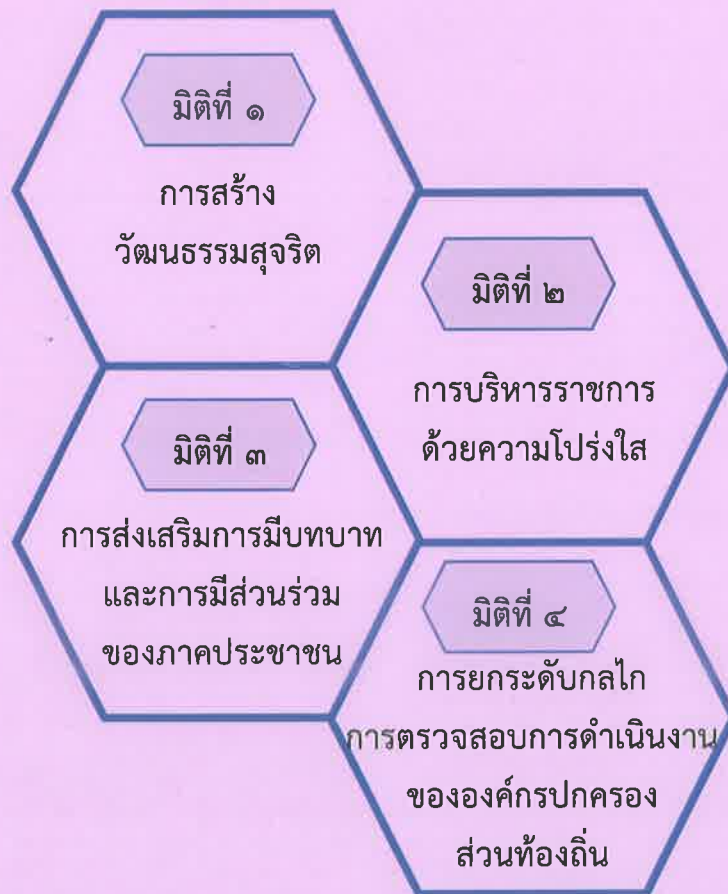 มิติที่ ๑
การสร้าง
วัฒนธรรมสุจริต
มิติที่ ๒
การบริหารราชการ
ด้วยความโปร่งใส
มิติที่ ๓
การส่งเสริมการมีบทบาท
และการมีส่วนร่วม
ของภาคประชาชน
มิติที่ ๔
การยกระดับกลไก
การตรวจสอบการดำเนินงาน
ขององค์กรปกครอง
ส่วนท้องถิ่น